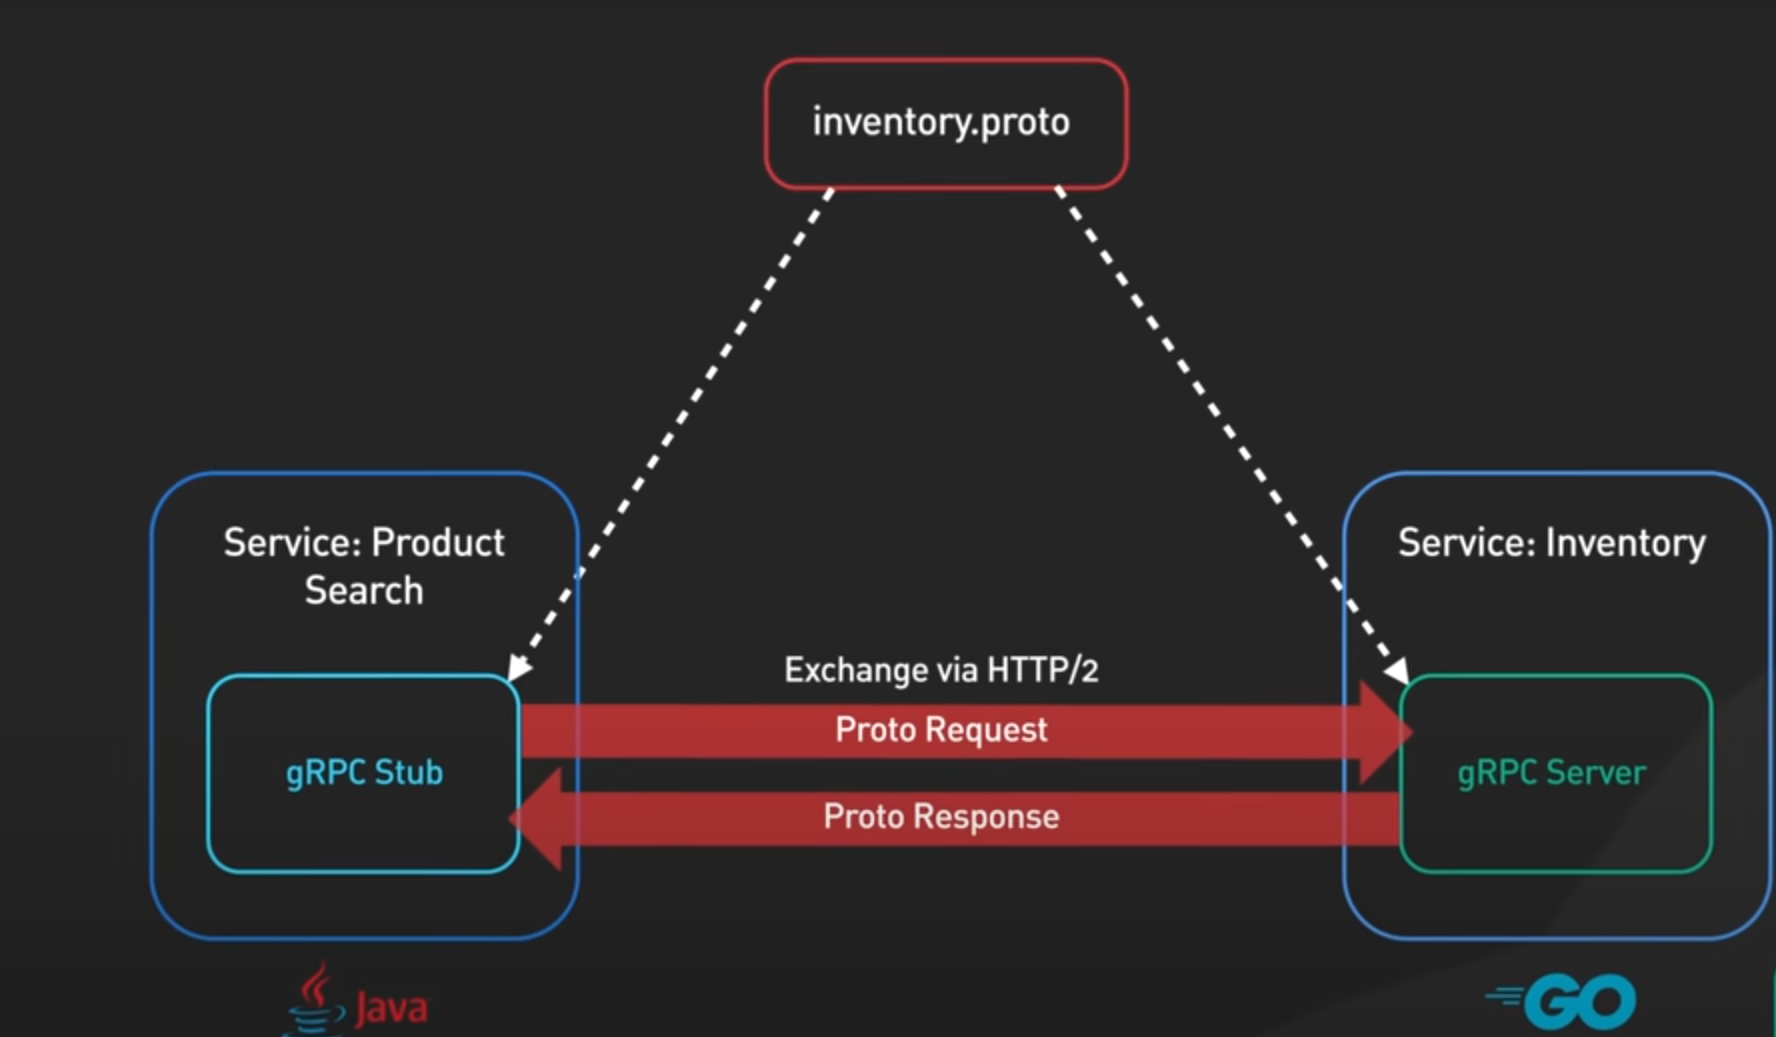 inventory.proto
Service: Product
Search
Service: Inventory
Exchange via HTTP/2
Proto Request
gRPC Stub
gRPC Server
Proto Response
Java
GO